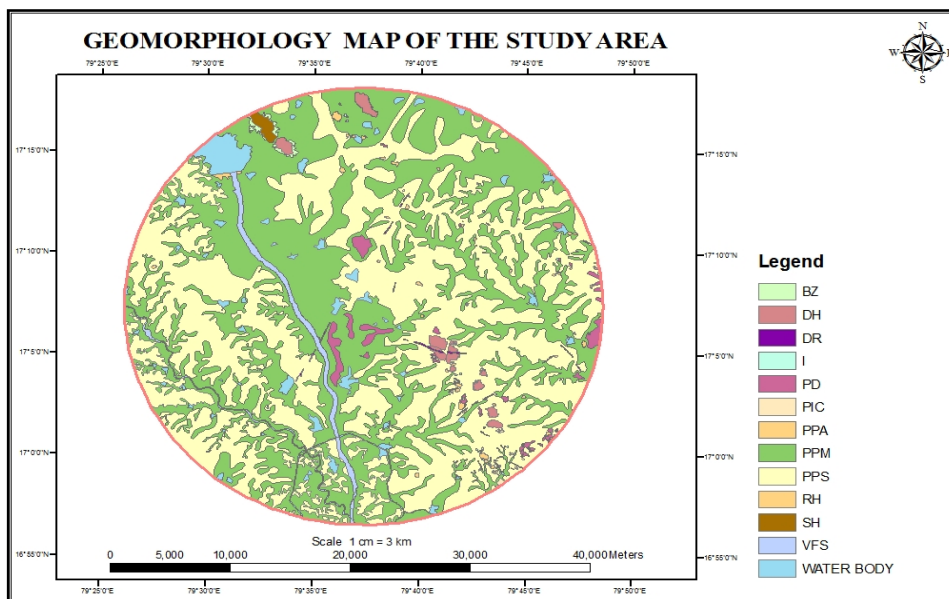 GEOMORPHOLOGY MAP OF THE STUDY AREA
N
W E
S
79°25'0"E 79°30'0"E 79°35'0"E 79°40'0"E 79°45'0"E 79°50'0"E
17°15'0"N 17°15'0"N
17°10'0"N 17°10'0"N
17°5'0"N 17°5'0"N
17°0'0"N 17°0'0"N
16°55'0"N 16°55'0"N
Legend
BZ
DH
DR
I
PD
PIC
PPA
PPM
PPS
RH
SH
VFS
WATER BODY
Scale 1 cm = 3 km
0 5,000 10,000 20,000 30,000 40,000 Meters
79°25'0"E 79°30'0"E 79°35'0"E 79°40'0"E 79°45'0"E 79°50'0"E